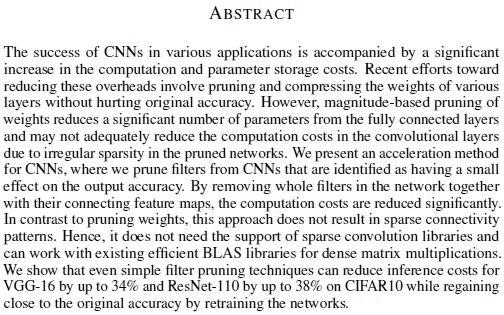 ABSTRACT
The success of CNNs in various applications is accompanied by a significant
increase in the computation and parameter storage costs. Recent efforts toward
reducing these overheads involve pruning and compressing the weights of various
layers without hurting original accuracy. However, magnitude-based pruning of
weights reduces a significant number of parameters from the fully connected layers
and may not adequately reduce the computation costs in the convolutional layers
due to irregular sparsity in the pruned networks. We present an acceleration method
for CNNs, where we prune filters from CNNs that are identified as having a small
effect on the output accuracy. By removing whole filters in the network together
with their connecting feature maps, the computation costs are reduced significantly.
In contrast to pruning weights, this approach does not result in sparse connectivity
patterns. Hence, it does not need the support of sparse convolution libraries and
can work with existing efficient BLAS libraries for dense matrix multiplications.
We show that even simple filter pruning techniques can reduce inference costs for
VGG-16 by up to 34% and ResNet-110 by up to 38% on CIFAR10 while regaining
close to the original accuracy by retraining the networks.